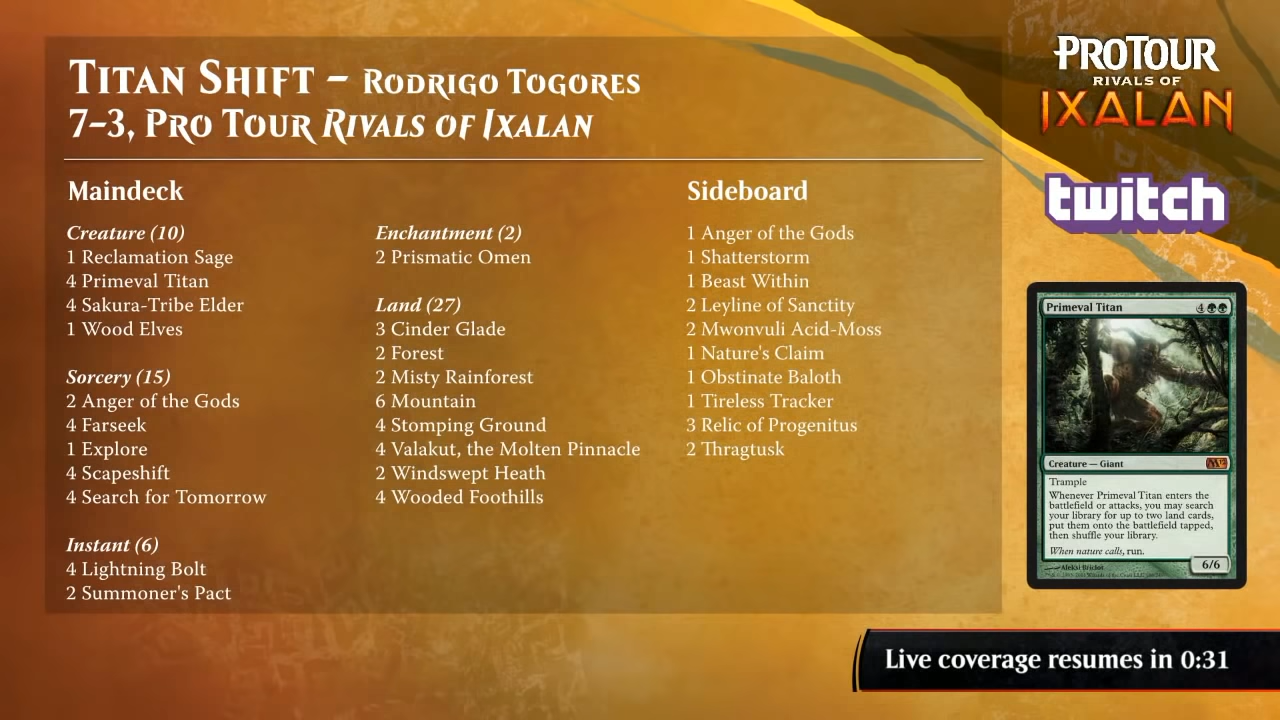 Titan Shift – Rodrigo Togores
7–3, Pro Tour Rivals of Ixalan
Maindeck
Creature (10)
1 Reclamation Sage
4 Primeval Titan
4 Sakura-Tribe Elder
1 Wood Elves
Sorcery (15)
2 Anger of the Gods
4 Farseek
1 Explore
4 Scapeshift
4 Search for Tomorrow
Instant (6)
4 Lightning Bolt
2 Summoner's Pact
Enchantment (2)
2 Prismatic Omen
Land (27)
3 Cinder Glade
2 Forest
2 Misty Rainforest
6 Mountain
4 Stomping Ground
4 Valakut, the Molten Pinnacle
2 Windswept Heath
4 Wooded Foothills
Sideboard
1 Anger of the Gods
1 Shatterstorm
1 Beast Within
2 Leyline of Sanctity
2 Mwonvuli Acid-Moss
1 Nature's Claim
1 Obstinate Baloth
1 Tireless Tracker
3 Relic of Progenitus
2 Thragtusk
PROTOUR
RIVALS OF
IXALAN
twitch
Primeval Titan 4
Creature — Giant M12
Trample
Whenever Primeval Titan enters the
battlefield or attacks, you may search
your library for up to two land cards,
put them onto the battlefield tapped,
then shuffle your library.
When nature calls, run.
Aleksi Briclot
6/6
Live coverage resumes in 0:31